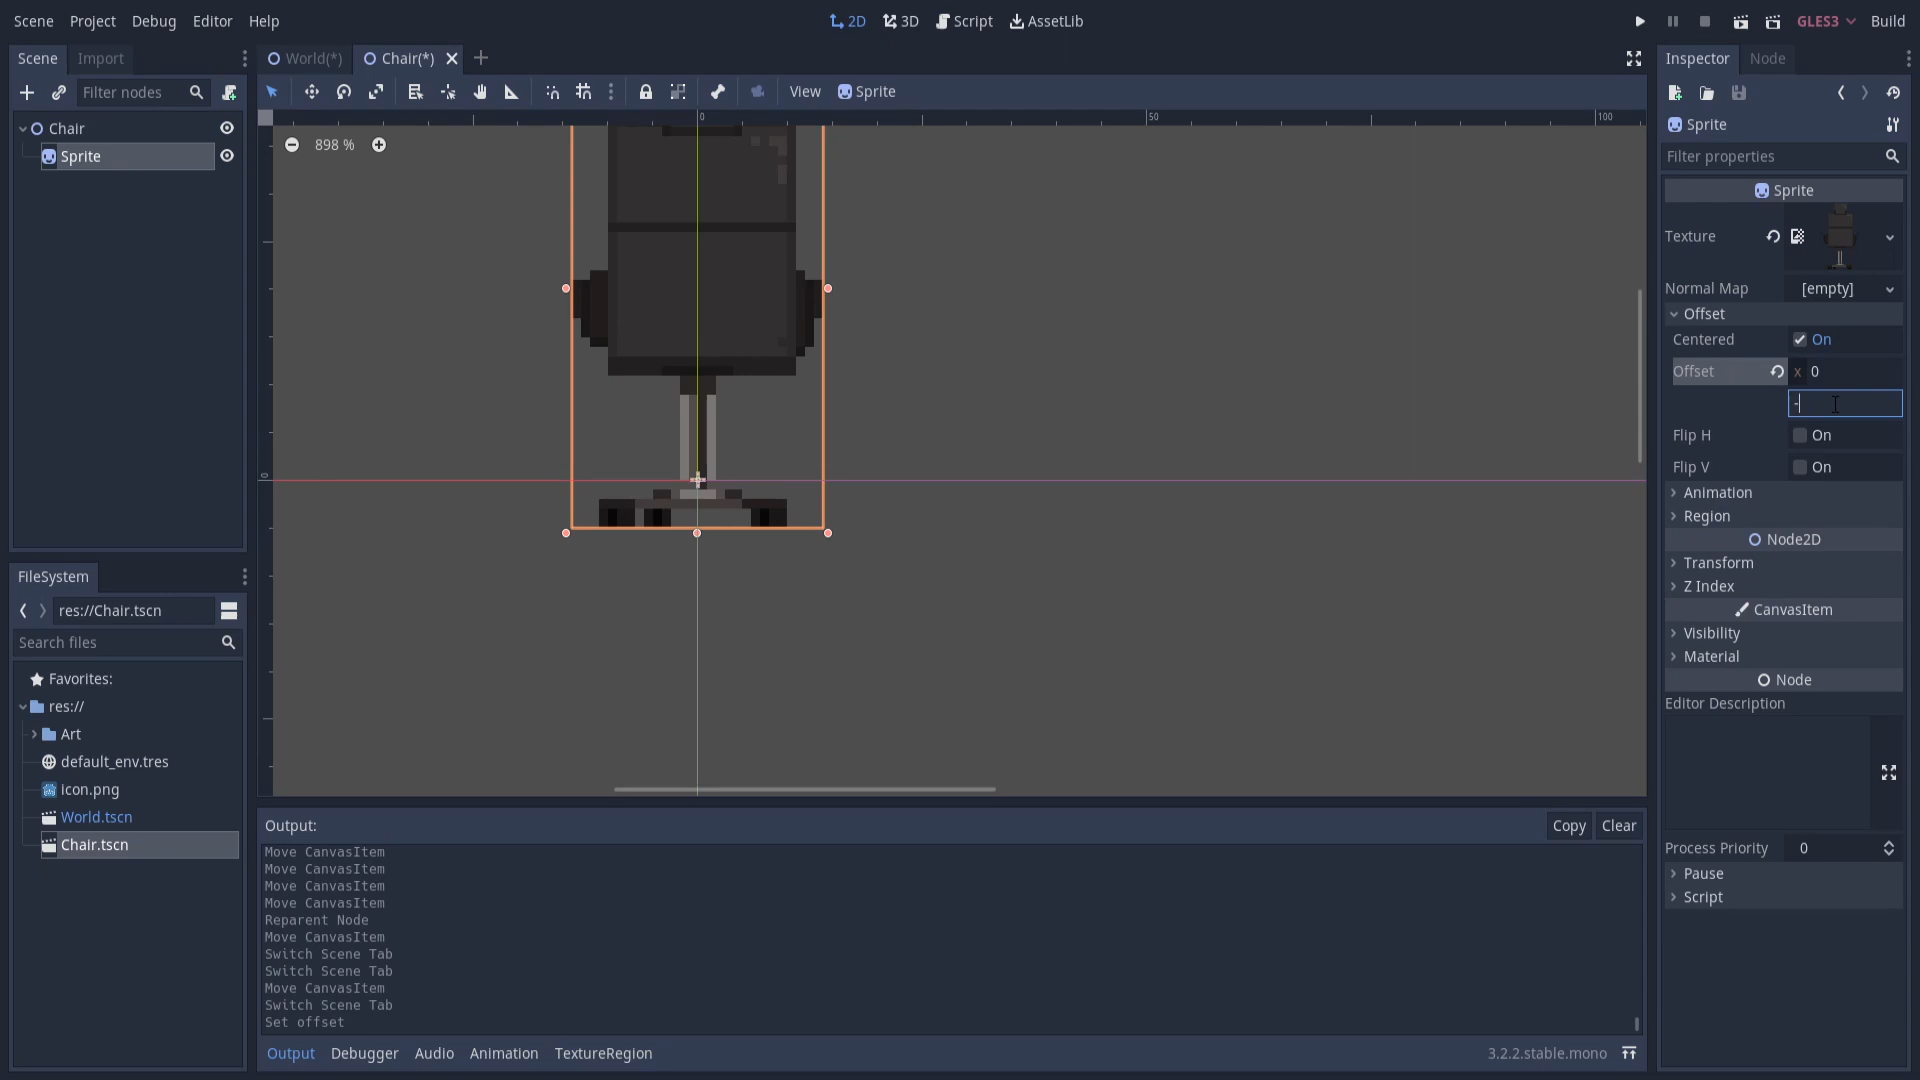 Scene Project Debug Editor Help
2D 3D Script AssetLib
GLES3 Build
Scene Import
Filter nodes
Chair
Sprite
World(*) Chair(*)
View Sprite
0 50 100
898 %
0
FileSystem
res://Chair.tscn
Search files
Favorites:
res://
Art
default_env.tres
icon.png
World.tscn
Chair.tscn
Output:
Copy Clear
Move CanvasItem
Move CanvasItem
Move CanvasItem
Move CanvasItem
Reparent Node
Move CanvasItem
Switch Scene Tab
Switch Scene Tab
Move CanvasItem
Switch Scene Tab
Set offset
Output Debugger Audio Animation TextureRegion
3.2.2.stable.mono
Inspector Node
Sprite
Filter properties
Sprite
Texture
Normal Map [empty]
Offset
Centered On
Offset x 0
-
Flip H On
Flip V On
Animation
Region
Node2D
Transform
Z Index
CanvasItem
Visibility
Material
Node
Editor Description
Process Priority 0
Pause
Script